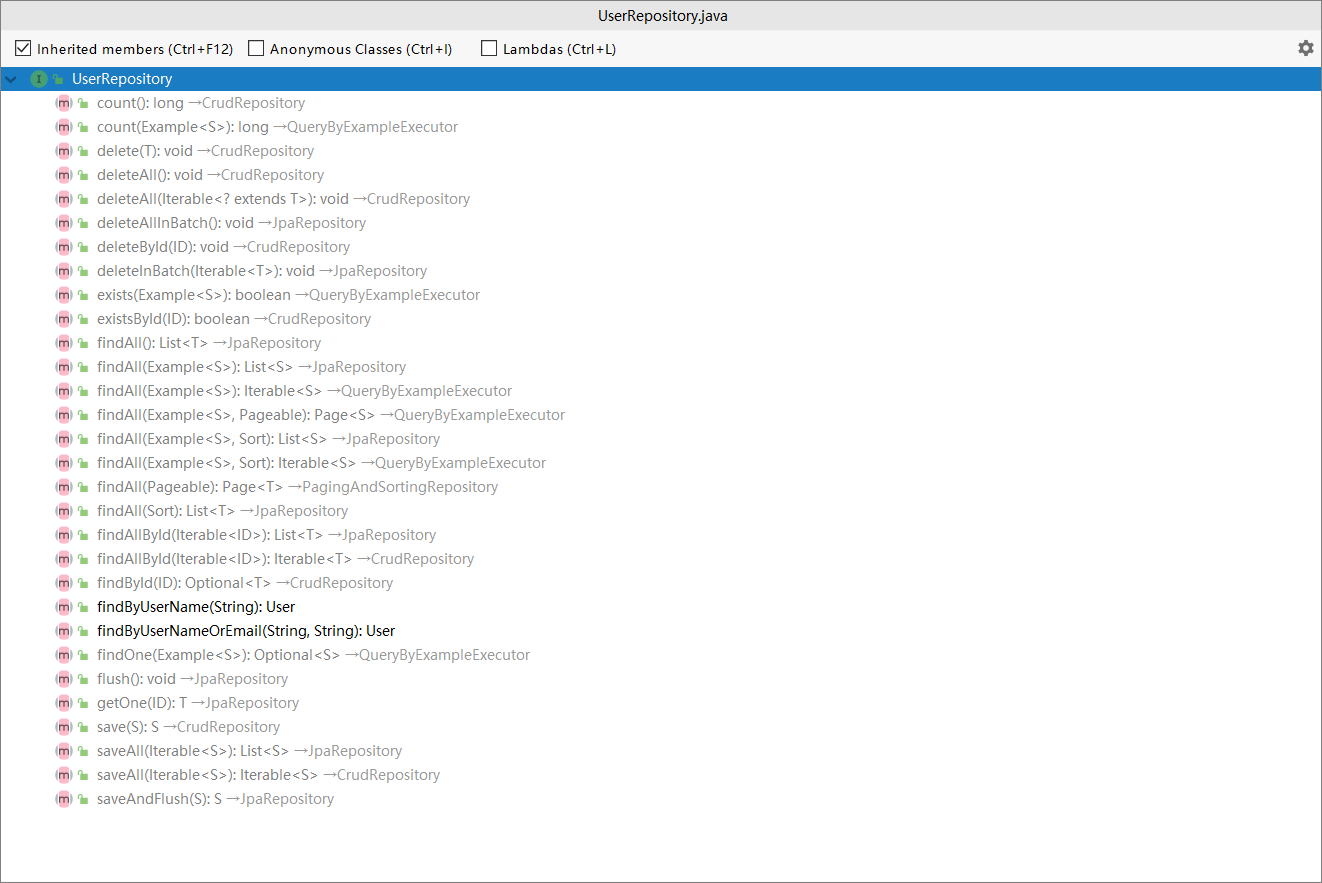 UserRepository.java
Inherited members (Ctrl+F12) Anonymous Classes (Ctrl+I) Lambdas (Ctrl+L)
I UserRepository
m count(): long →CrudRepository
m count(Example<S>): long →QueryByExampleExecutor
m delete(T): void →CrudRepository
m deleteAll(): void →CrudRepository
m deleteAll(Iterable<? extends T>): void →CrudRepository
m deleteAllInBatch(): void →JpaRepository
m deleteById(ID): void →CrudRepository
m deleteInBatch(Iterable<T>): void →JpaRepository
m exists(Example<S>): boolean →QueryByExampleExecutor
m existsById(ID): boolean →CrudRepository
m findAll(): List<T> →JpaRepository
m findAll(Example<S>): List<S> →JpaRepository
m findAll(Example<S>): Iterable<S> →QueryByExampleExecutor
m findAll(Example<S>, Pageable): Page<S> →QueryByExampleExecutor
m findAll(Example<S>, Sort): List<S> →JpaRepository
m findAll(Example<S>, Sort): Iterable<S> →QueryByExampleExecutor
m findAll(Pageable): Page<T> →PagingAndSortingRepository
m findAll(Sort): List<T> →JpaRepository
m findAllById(Iterable<ID>): List<T> →JpaRepository
m findAllById(Iterable<ID>): Iterable<T> →CrudRepository
m findById(ID): Optional<T> →CrudRepository
m findByUserName(String): User
m findByUserNameOrEmail(String, String): User
m findOne(Example<S>): Optional<S> →QueryByExampleExecutor
m flush(): void →JpaRepository
m getOne(ID): T →JpaRepository
m save(S): S →CrudRepository
m saveAll(Iterable<S>): List<S> →JpaRepository
m saveAll(Iterable<S>): Iterable<S> →CrudRepository
m saveAndFlush(S): S →JpaRepository